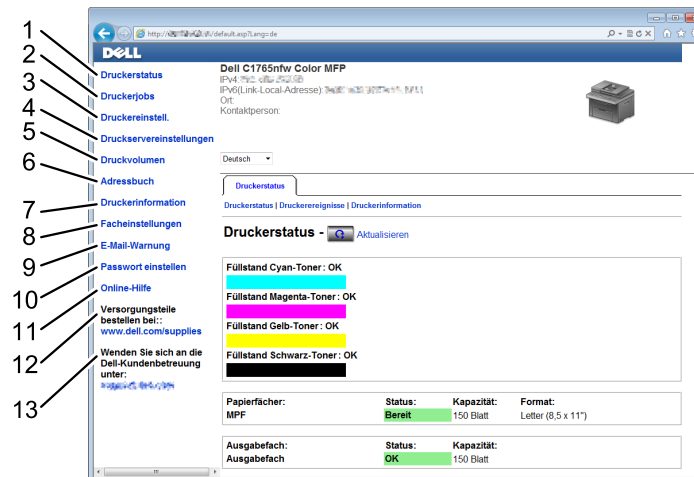 http:// /default.asp?Lang=de
DELL
1
2
3
4
5
6
7
8
9
10
11
12
13
Druckerstatus
Druckerjobs
Druckereinstell.
Druckservereinstellungen
Druckvolumen
Adressbuch
Druckerinformation
Facheinstellungen
E-Mail-Warnung
Passwort einstellen
Online-Hilfe
Versorgungsteile
bestellen bei::
www.dell.com/supplies
Wenden Sie sich an die
Dell-Kundenbetreuung
unter:
Dell C1765nfw Color MFP
IPv4:
IPv6(Link-Local-Adresse):
Ort:
Kontaktperson:
Deutsch
Druckerstatus
Druckerstatus | Druckerereignisse | Druckerinformation
Druckerstatus - Aktualisieren
Füllstand Cyan-Toner: OK
Füllstand Magenta-Toner: OK
Füllstand Gelb-Toner: OK
Füllstand Schwarz-Toner: OK
Papierfächer: Status: Kapazität: Format:
MPF Bereit 150 Blatt Letter (8,5 x 11")
Ausgabefach: Status: Kapazität:
Ausgabefach OK 150 Blatt